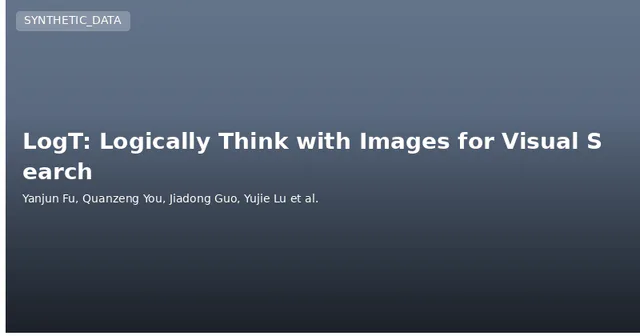 SYNTHETIC_DATA
LogT: Logically Think with Images for Visual S
earch
Yanjun Fu, Quanzeng You, Jiadong Guo, Yujie Lu et al.